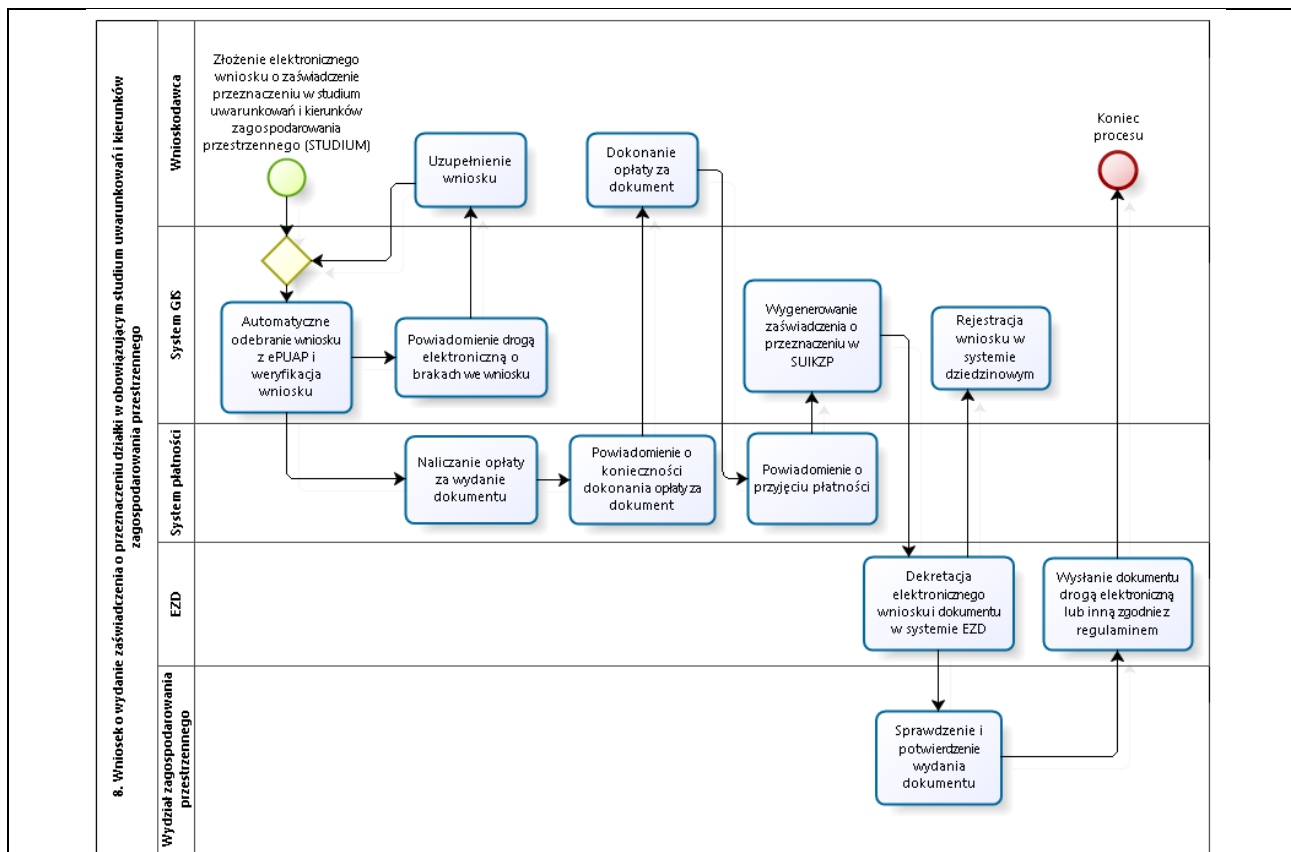 8. Wniosek o wydanie zaświadczenia o przeznaczeniu działki w obowiązującym studium uwarunkowań i kierunków
zagospodarowania przestrzennego
Wnioskodawca
Złożenie elektronicznego
wniosku o zaświadczenie
przeznaczeniu w studium
uwarunkowań i kierunków
zagospodarowania
przestrzennego (STUDIUM)
Uzupełnienie
wniosku
Dokonanie
opłaty za
dokument
Koniec
procesu
System GIS
Automatyczne
odebranie wniosku
z ePUAP i
weryfikacja
wniosku
Powiadomienie drogą
elektroniczną o
brakach we wniosku
Wygenerowanie
zaświadczenia o
przeznaczeniu w
SUIKZP
Rejestracja
wniosku w
systemie
dziedzinowym
System płatności
Naliczanie opłaty
za wydanie
dokumentu
Powiadomienie o
konieczności
dokonania opłaty za
dokument
Powiadomienie o
przyjęciu płatności
EZD
Dekretacja
elektronicznego
wniosku i dokumentu
w systemie EZD
Wysłanie dokumentu
drogą elektroniczną
lub inną zgodnie z
regulaminem
Wydział zagospodarowania
przestrzennego
Sprawdzenie i
potwierdzenie
wydania
dokumentu